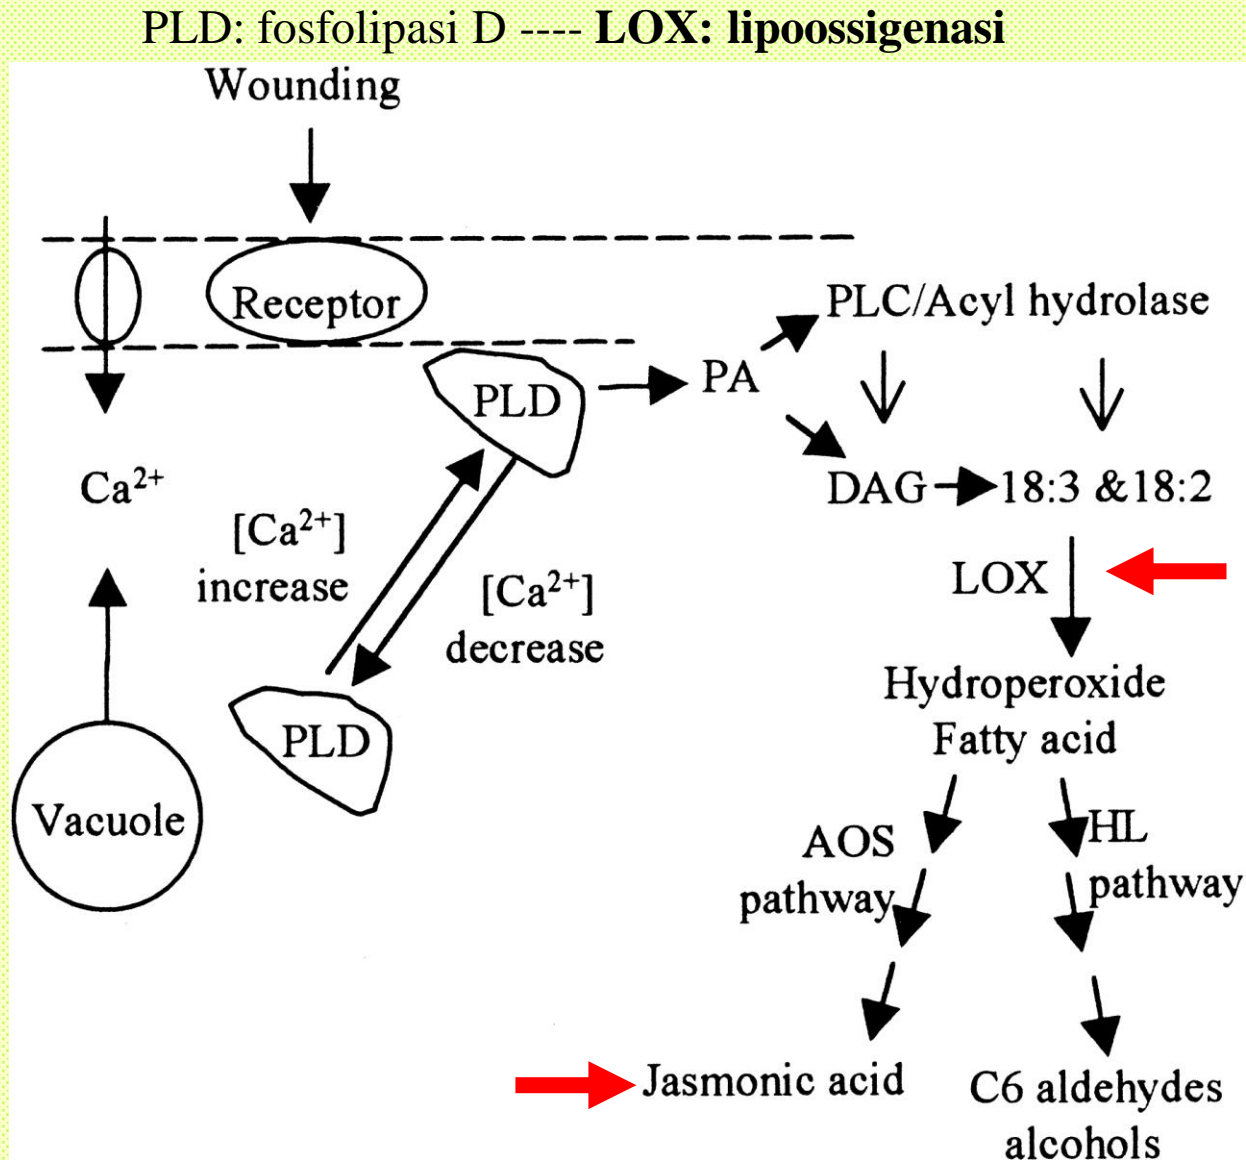 PLD: fosfolipasi D ---- LOX: lipoossigenasi
Wounding
Receptor
PLC/Acyl hydrolase
PLD
PA
Ca²⁺
DAG
18:3 &18:2
[Ca²⁺]
increase
[Ca²⁺]
decrease
LOX
Hydroperoxide
Fatty acid
PLD
Vacuole
AOS
pathway
HL
pathway
Jasmonic acid
C6 aldehydes
alcohols